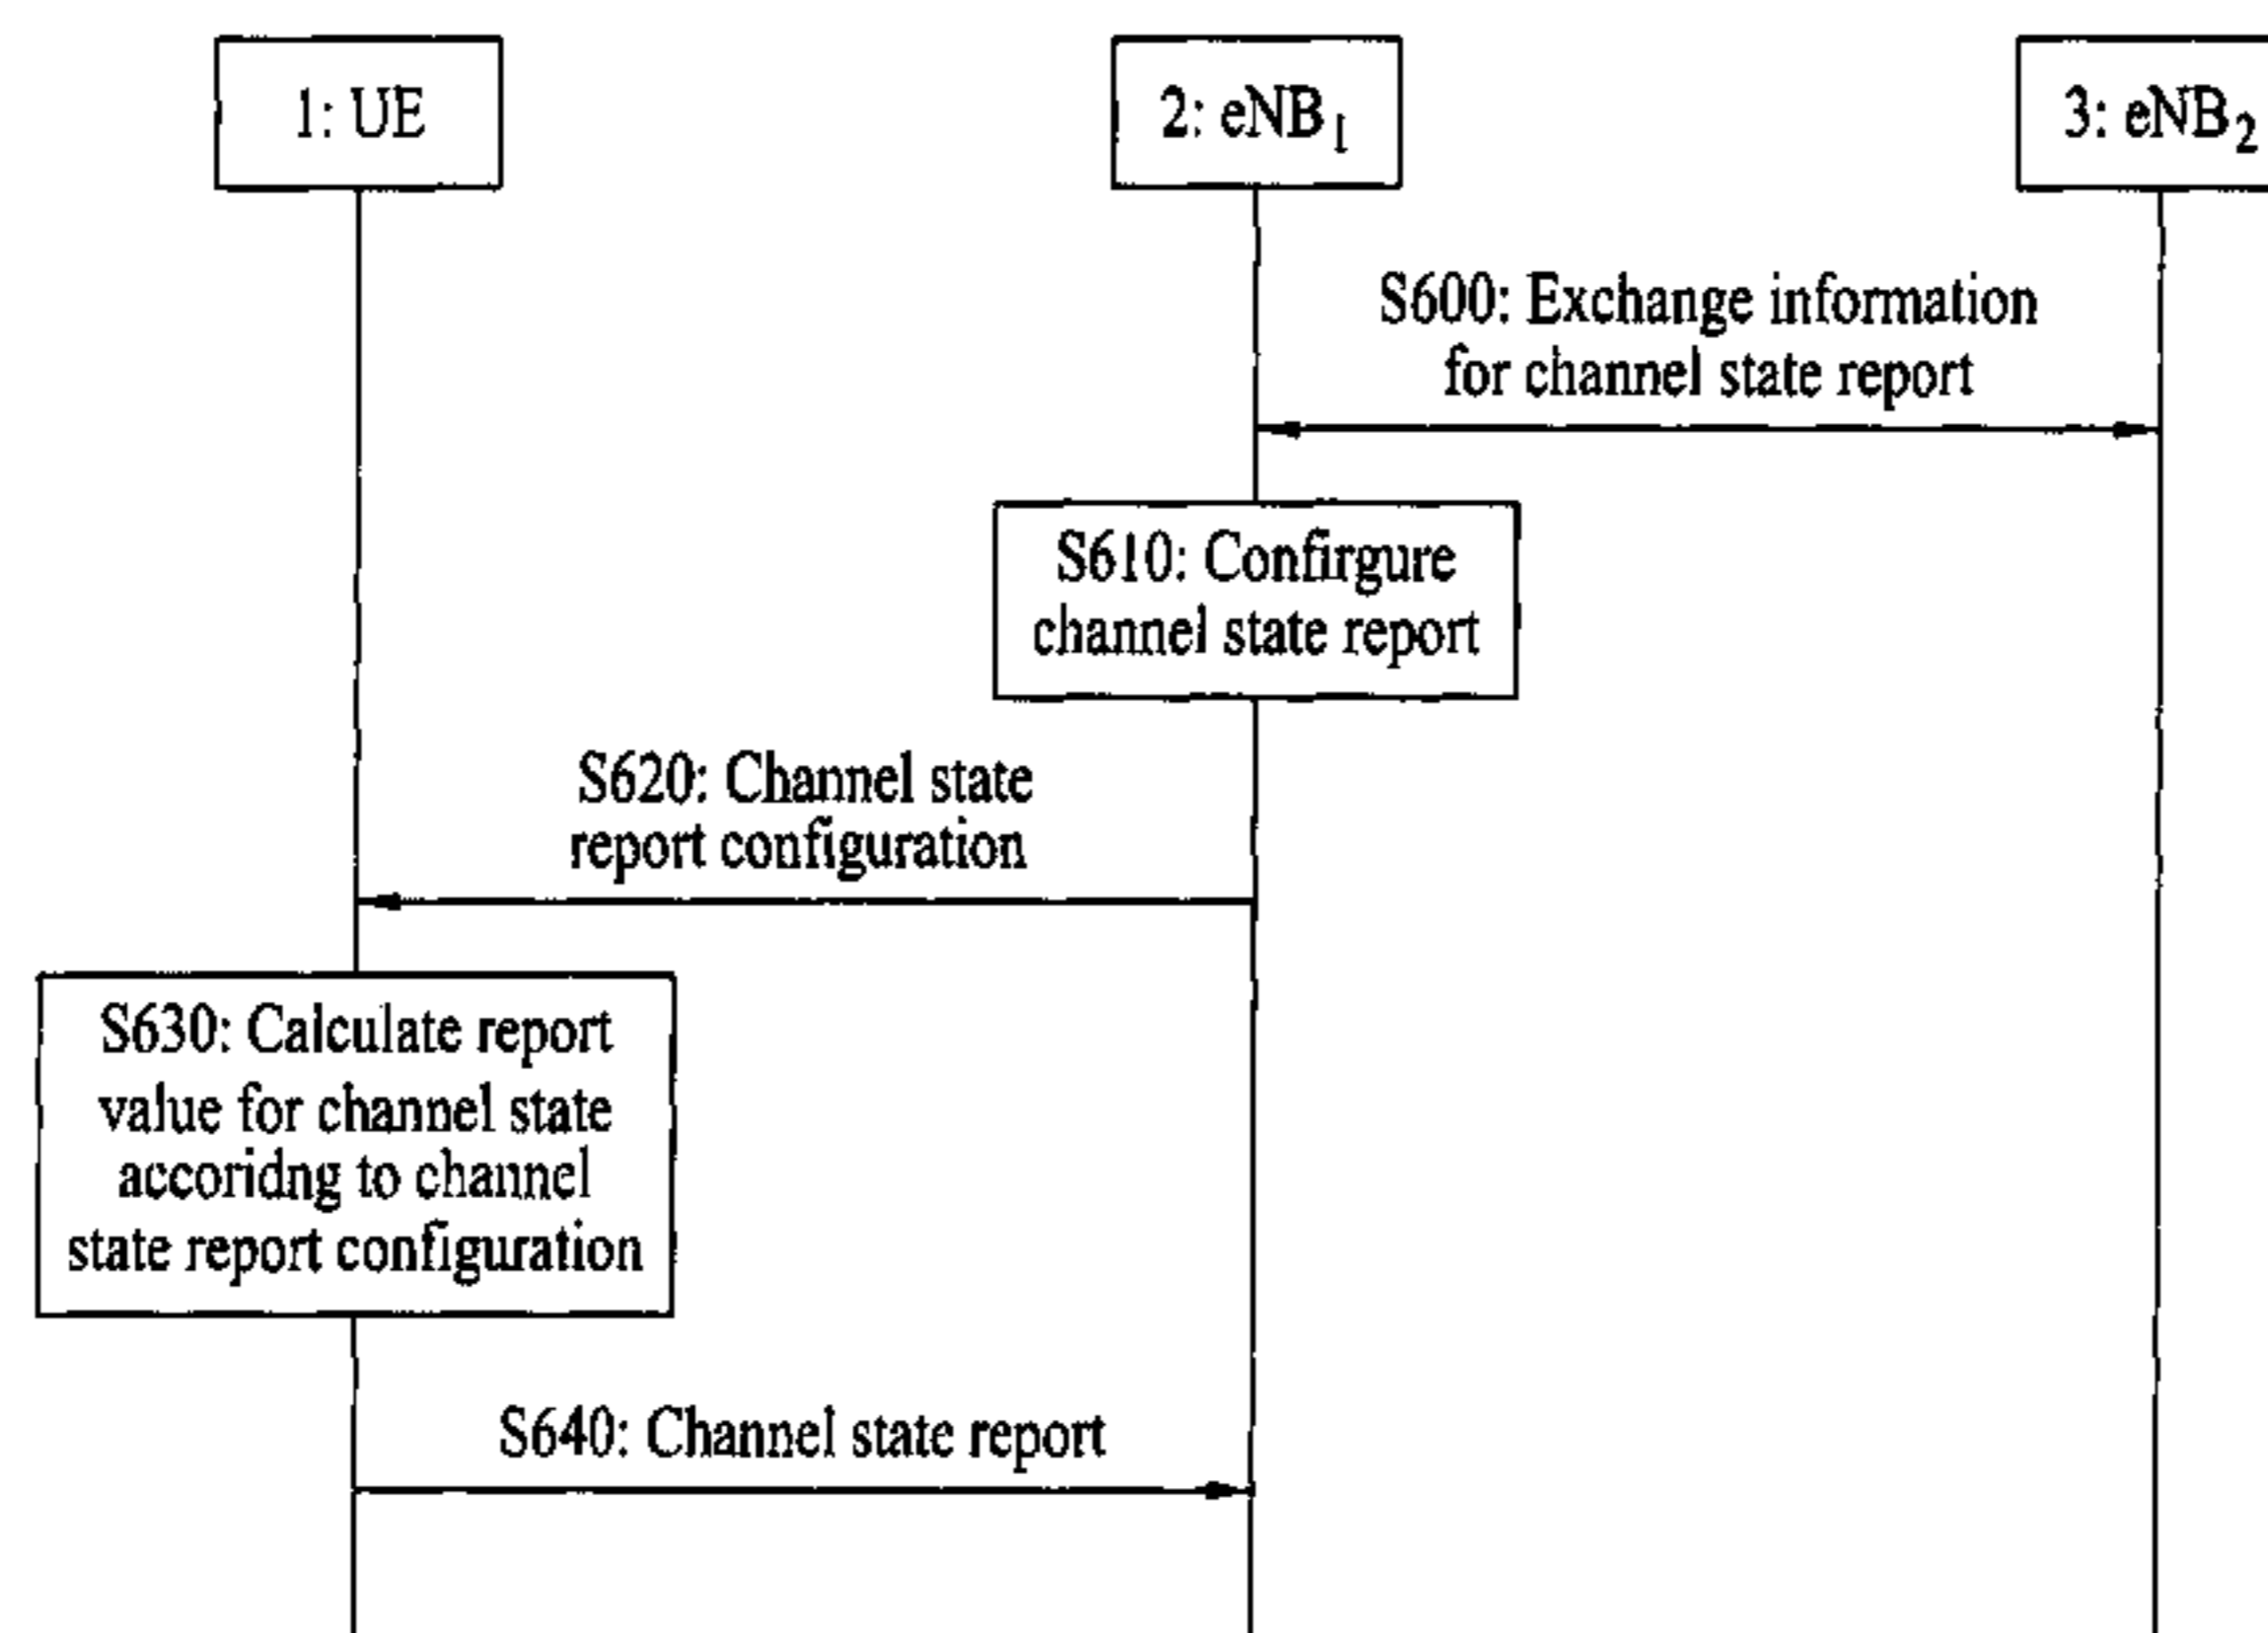 1: UE
2: eNB1
3: eNB2
S600: Exchange information
for channel state report
S610: Confirgure
channel state report
S620: Channel state
report configuration
S630: Calculate report
value for channel state
accoridng to channel
state report configuration
S640: Channel state report